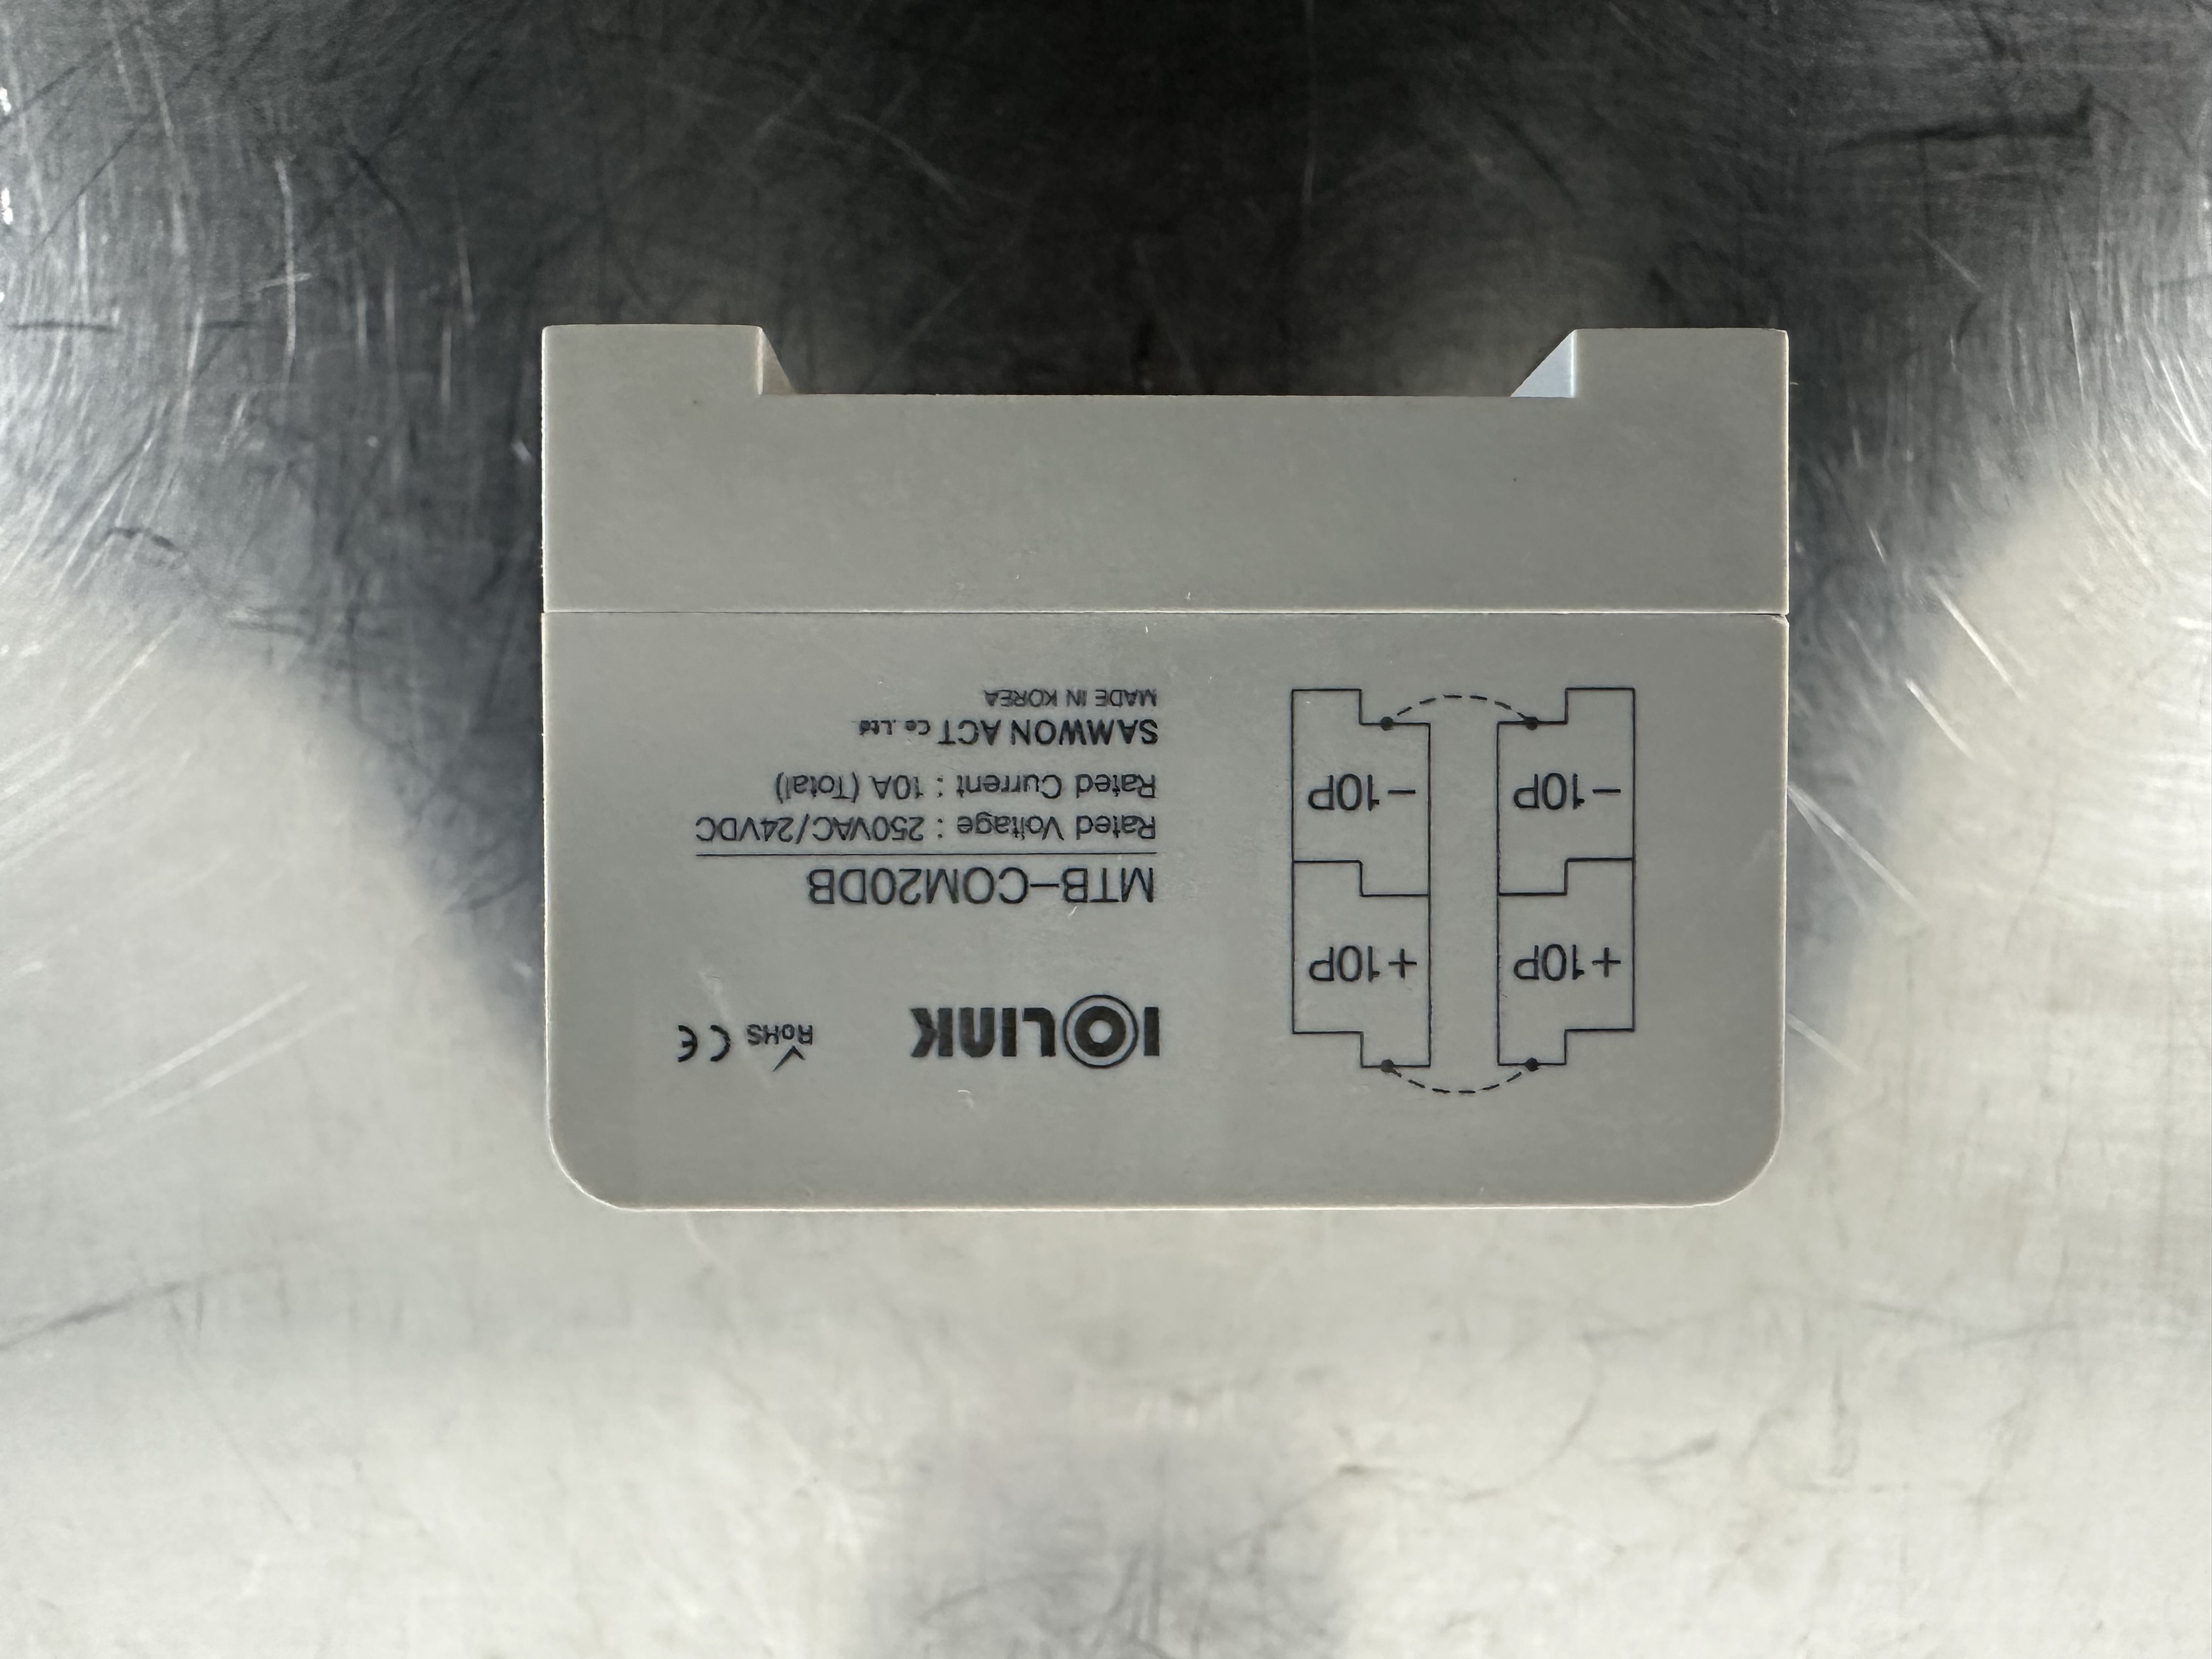 +10P +10P
-10P -10P
IOLINK RoHS CE
MTB-COM20DB
Rated Voltage : 250VAC/24VDC
Rated Current : 10A (Total)
SAMWON ACT Co.,Ltd
MADE IN KOREA